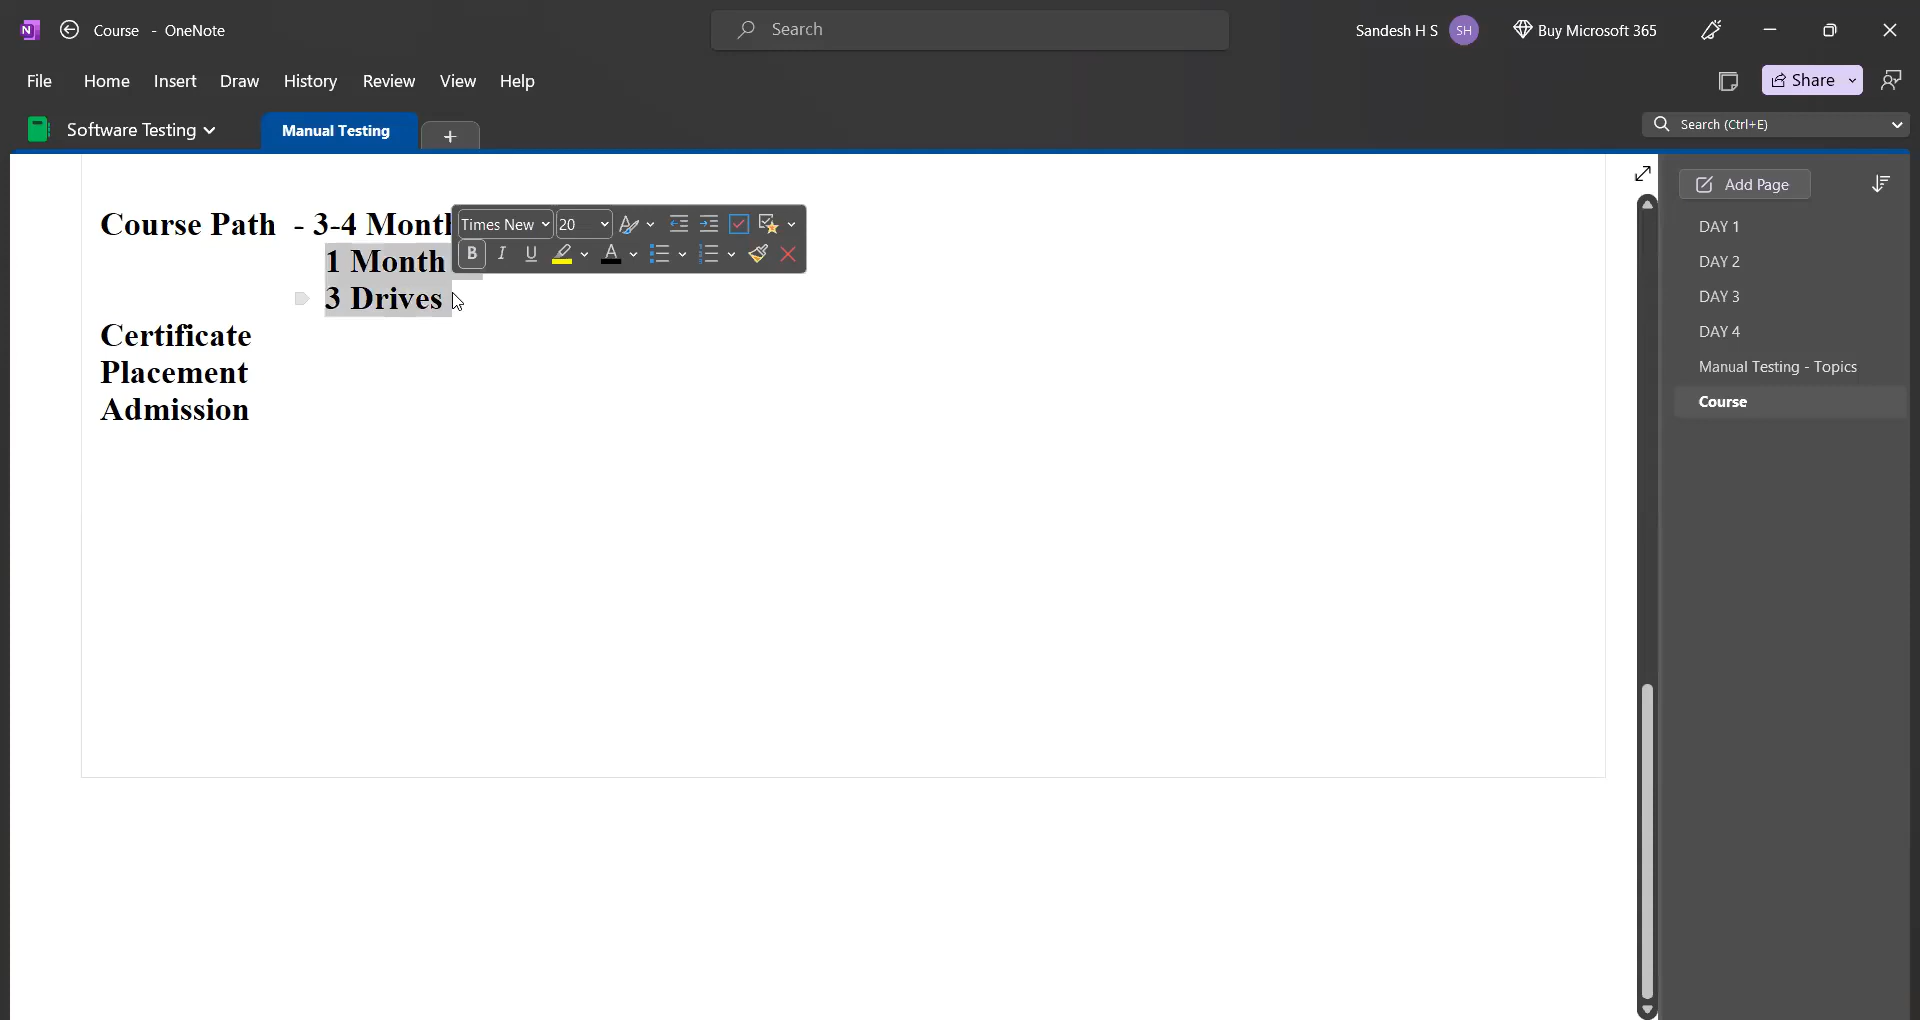 Course - OneNote
Search
Sandesh H S
SH
Buy Microsoft 365
File Home Insert Draw History Review View Help
Share
Software Testing
Manual Testing
+
Search (Ctrl+E)
Add Page
DAY 1
DAY 2
DAY 3
DAY 4
Manual Testing - Topics
Course
Course Path - 3-4 Month
Times New
20
B I U
1 Month
3 Drives
Certificate
Placement
Admission